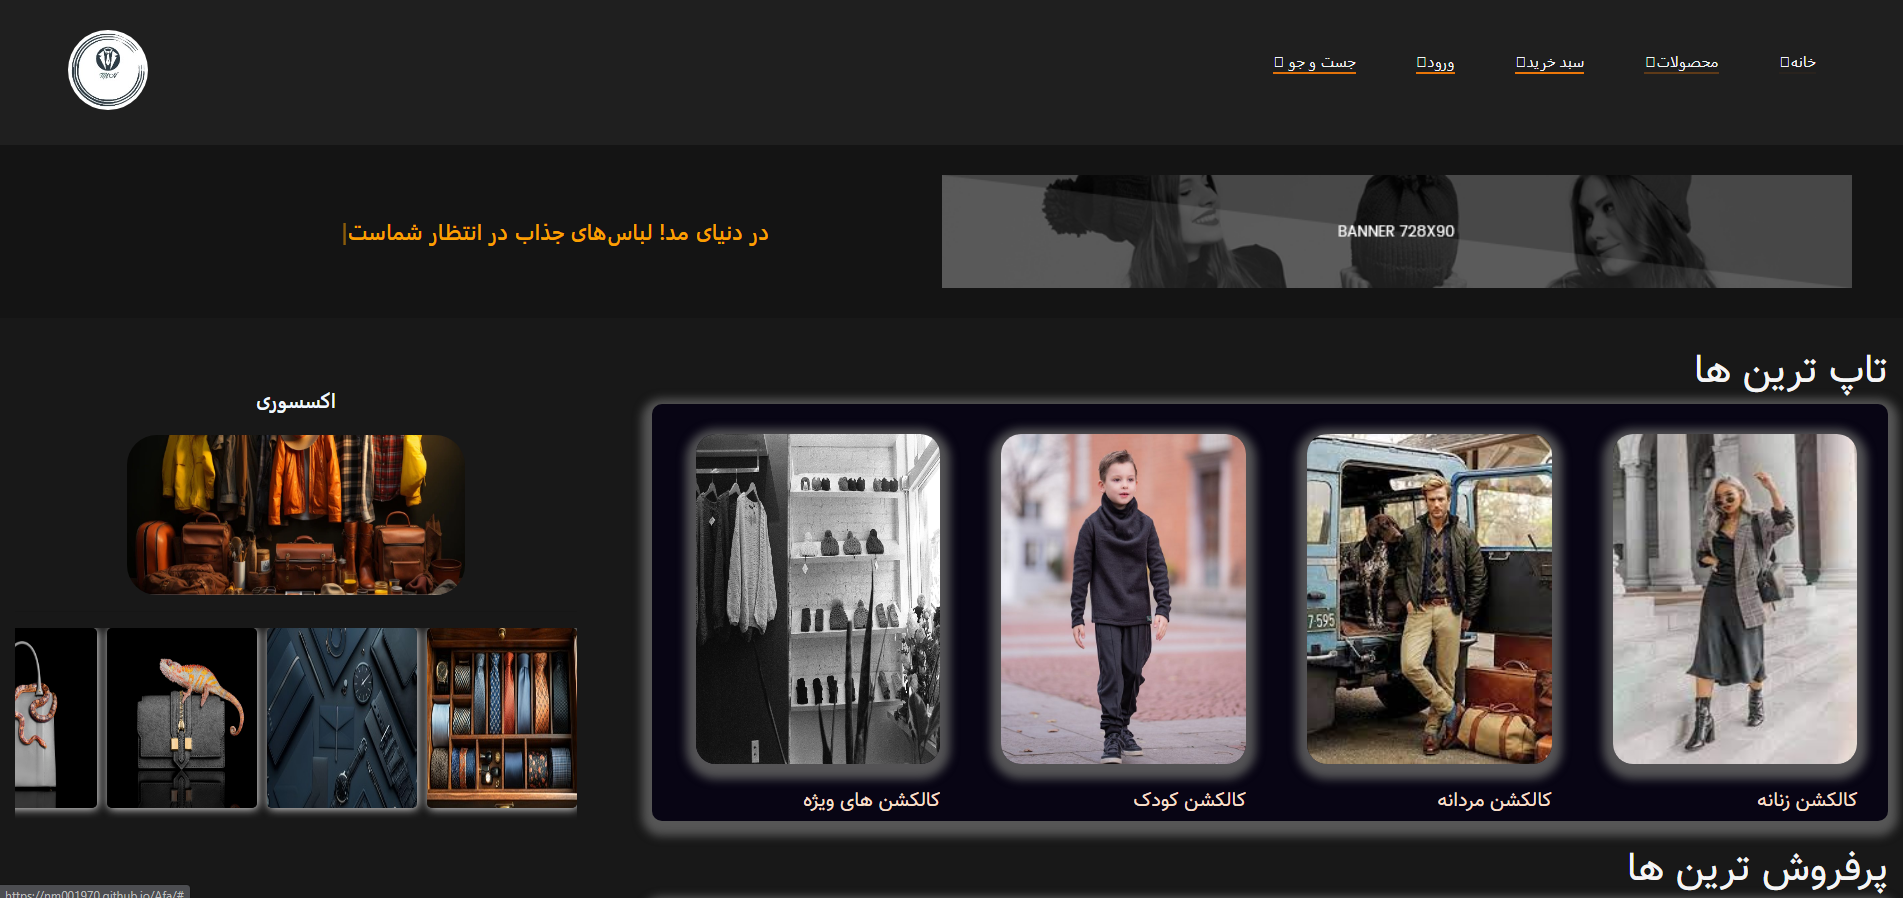 خانه
محصولات
سبد خرید
ورود
جست و جو
BANNER 728X90
در دنیای مد! لباس‌های جذاب در انتظار شماست|
تاپ ترین ها
اکسسوری
7-595
کالکشن زنانه
کالکشن مردانه
کالکشن کودک
کالکشن های ویژه
پرفروش ترین ها
https://nm001970.github.io/Afa/#